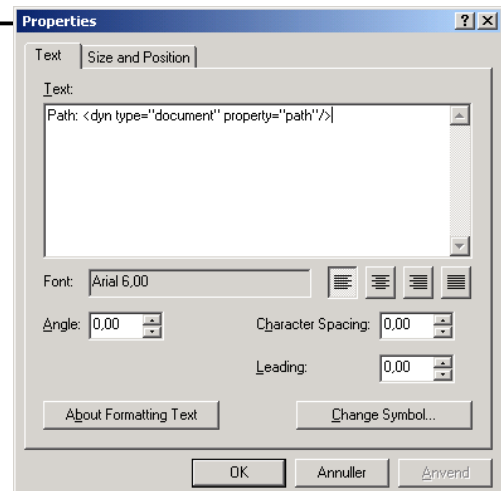 Properties
? X
Text Size and Position
Text:
Path: <dyn type="document" property="path"/>
Font: Arial 6,00
Angle: 0,00 Character Spacing: 0,00
Leading: 0,00
About Formatting Text Change Symbol...
OK Annuller Anvend